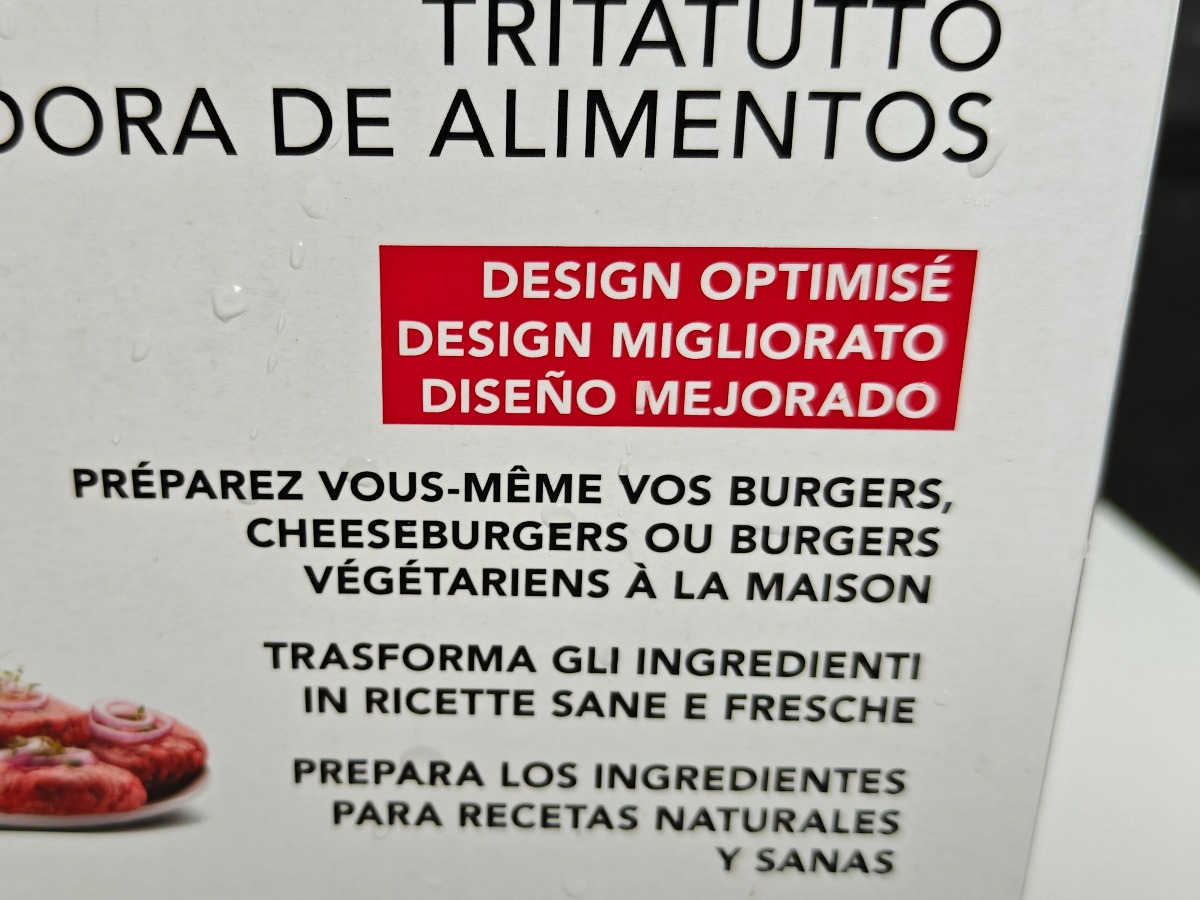 TRITATUTTO
DE ALIMENTOS
DESIGN OPTIMISÉ
DESIGN MIGLIORATO
DISEÑO MEJORADO
PRÉPAREZ VOUS-MÊME VOS BURGERS,
CHEESEBURGERS OU BURGERS
VÉGÉTARIENS À LA MAISON
TRASFORMA GLI INGREDIENTI
IN RICETTE SANE E FRESCHE
PREPARA LOS INGREDIENTES
PARA RECETAS NATURALES
Y SANAS